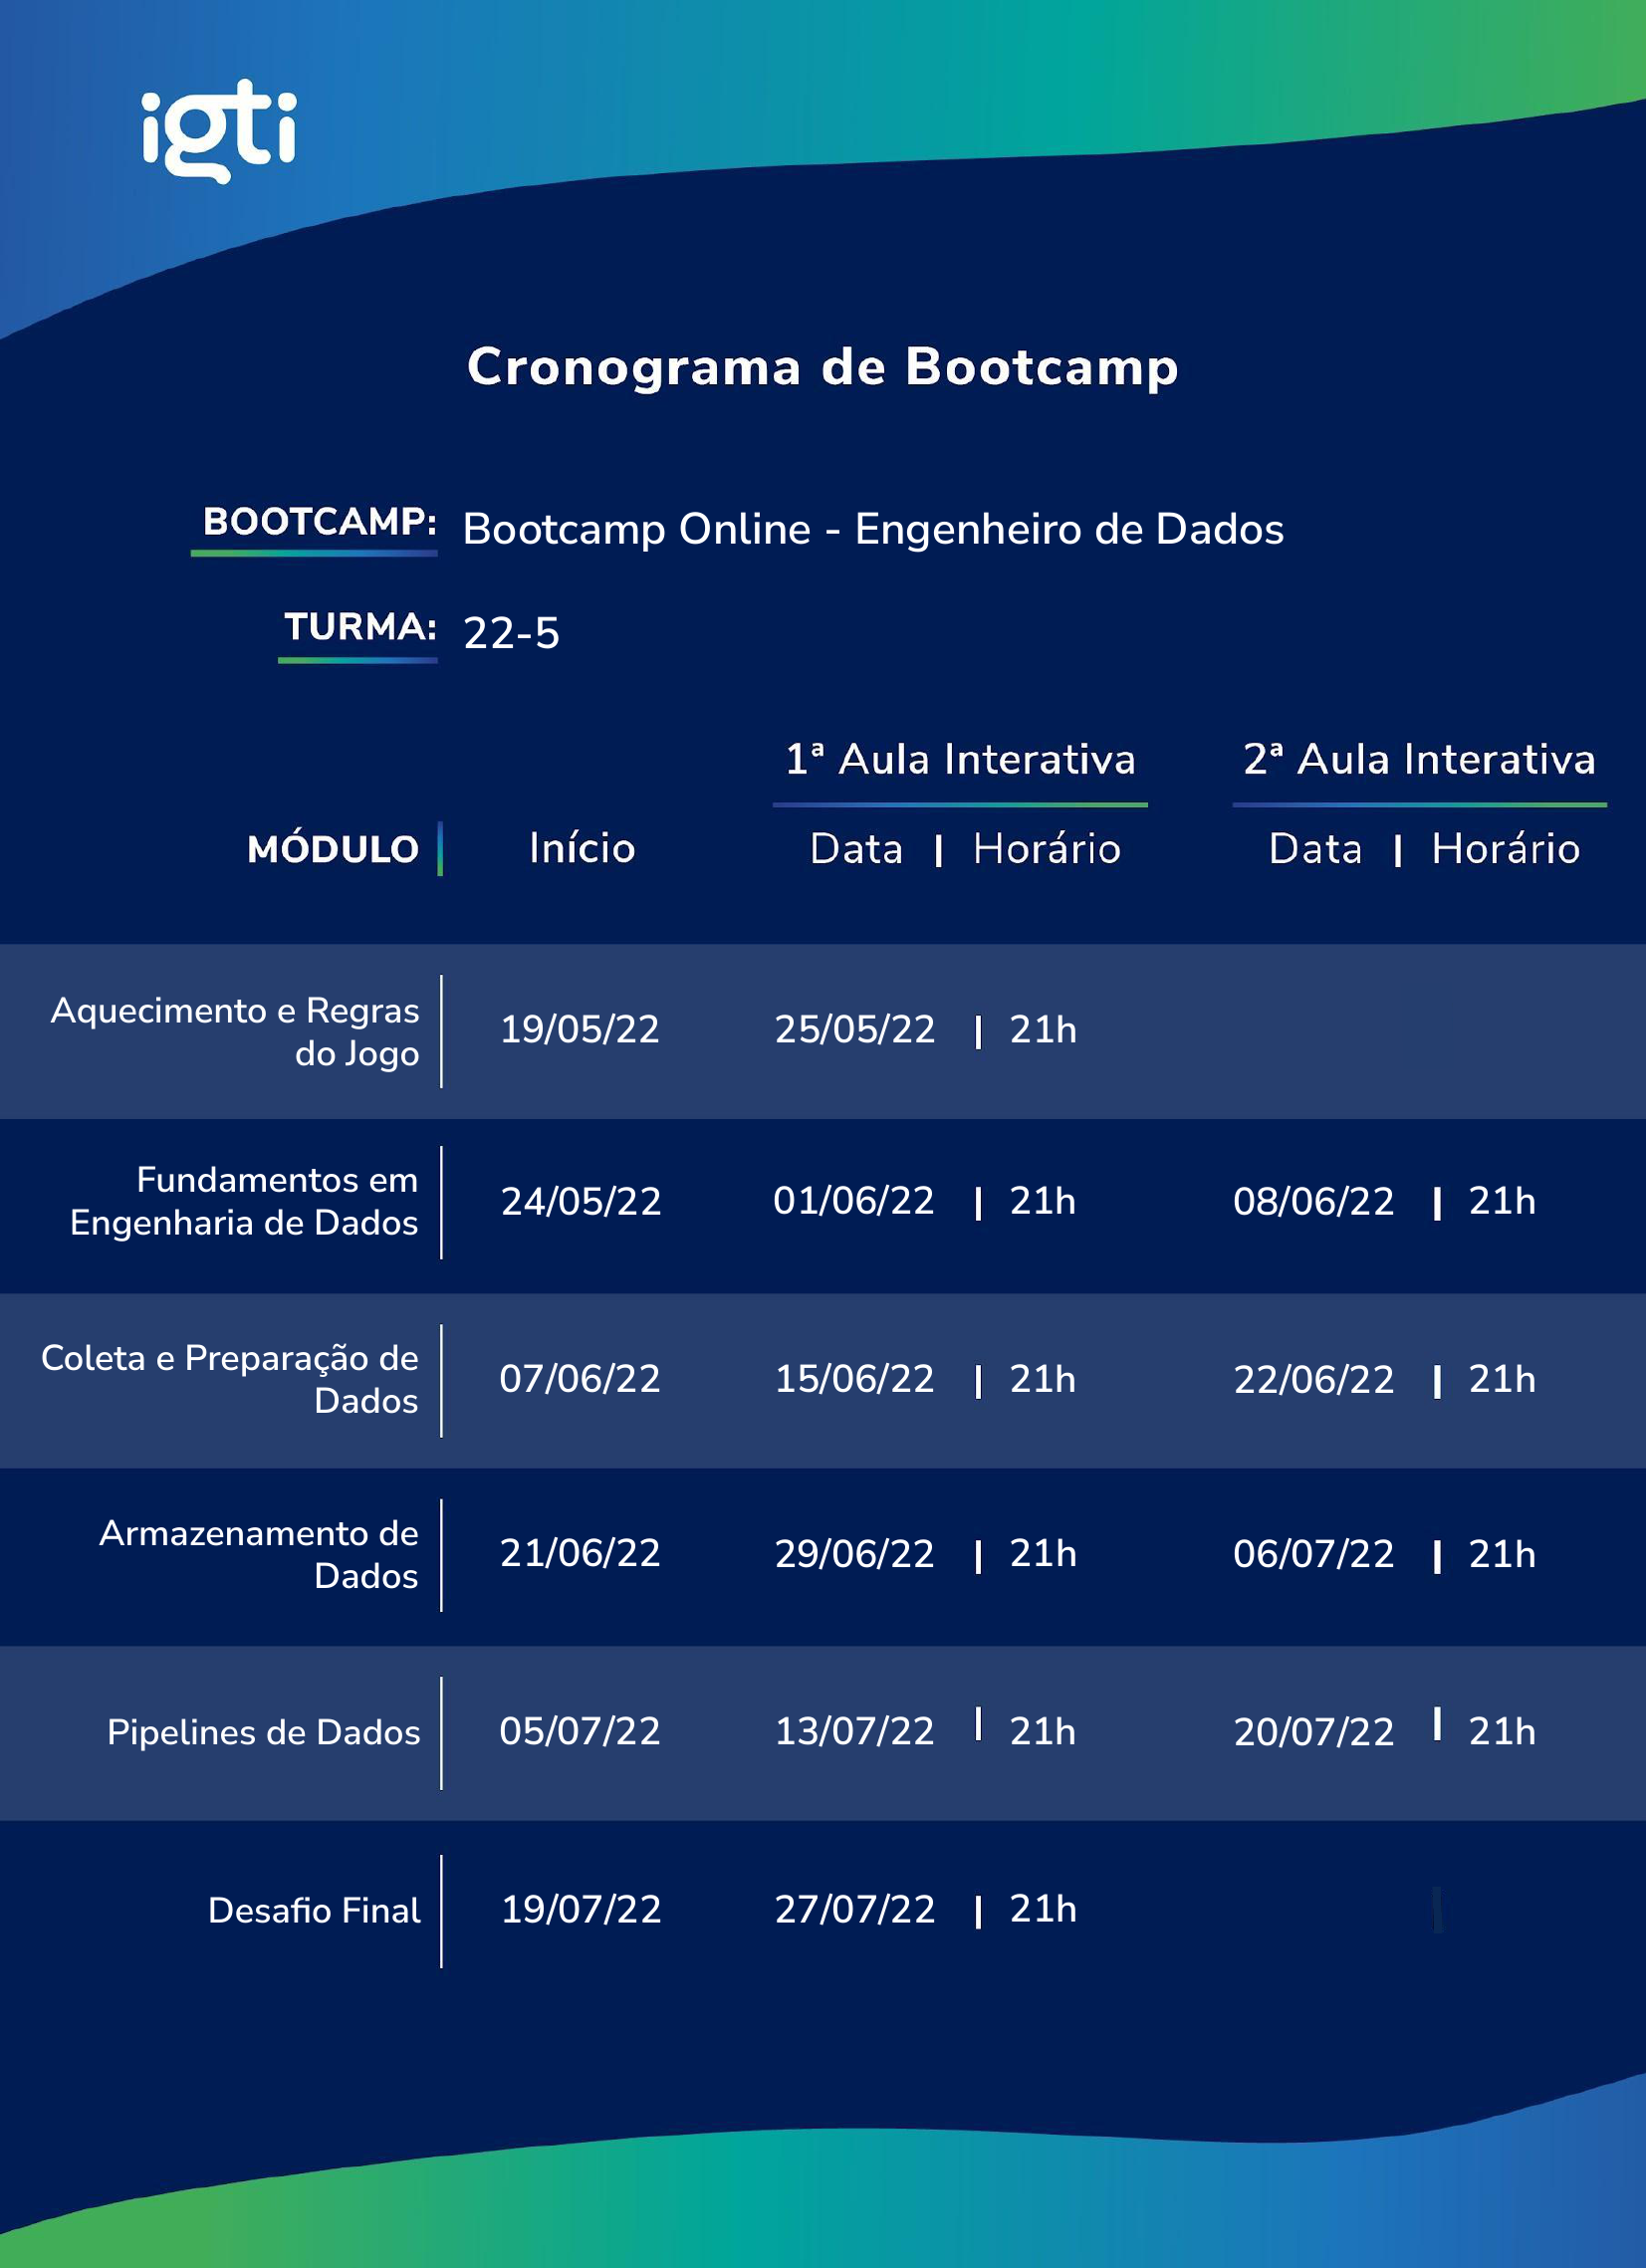 igti
Cronograma de Bootcamp
BOOTCAMP: Bootcamp Online - Engenheiro de Dados
TURMA: 22-5
1ª Aula Interativa 2ª Aula Interativa
MÓDULO Início Data | Horário Data | Horário
Aquecimento e Regras
do Jogo
19/05/22 25/05/22 | 21h
Fundamentos em
Engenharia de Dados
24/05/22 01/06/22 | 21h 08/06/22 | 21h
Coleta e Preparação de
Dados
07/06/22 15/06/22 | 21h 22/06/22 | 21h
Armazenamento de
Dados
21/06/22 29/06/22 | 21h 06/07/22 | 21h
Pipelines de Dados 05/07/22 13/07/22 | 21h 20/07/22 | 21h
Desafio Final 19/07/22 27/07/22 | 21h